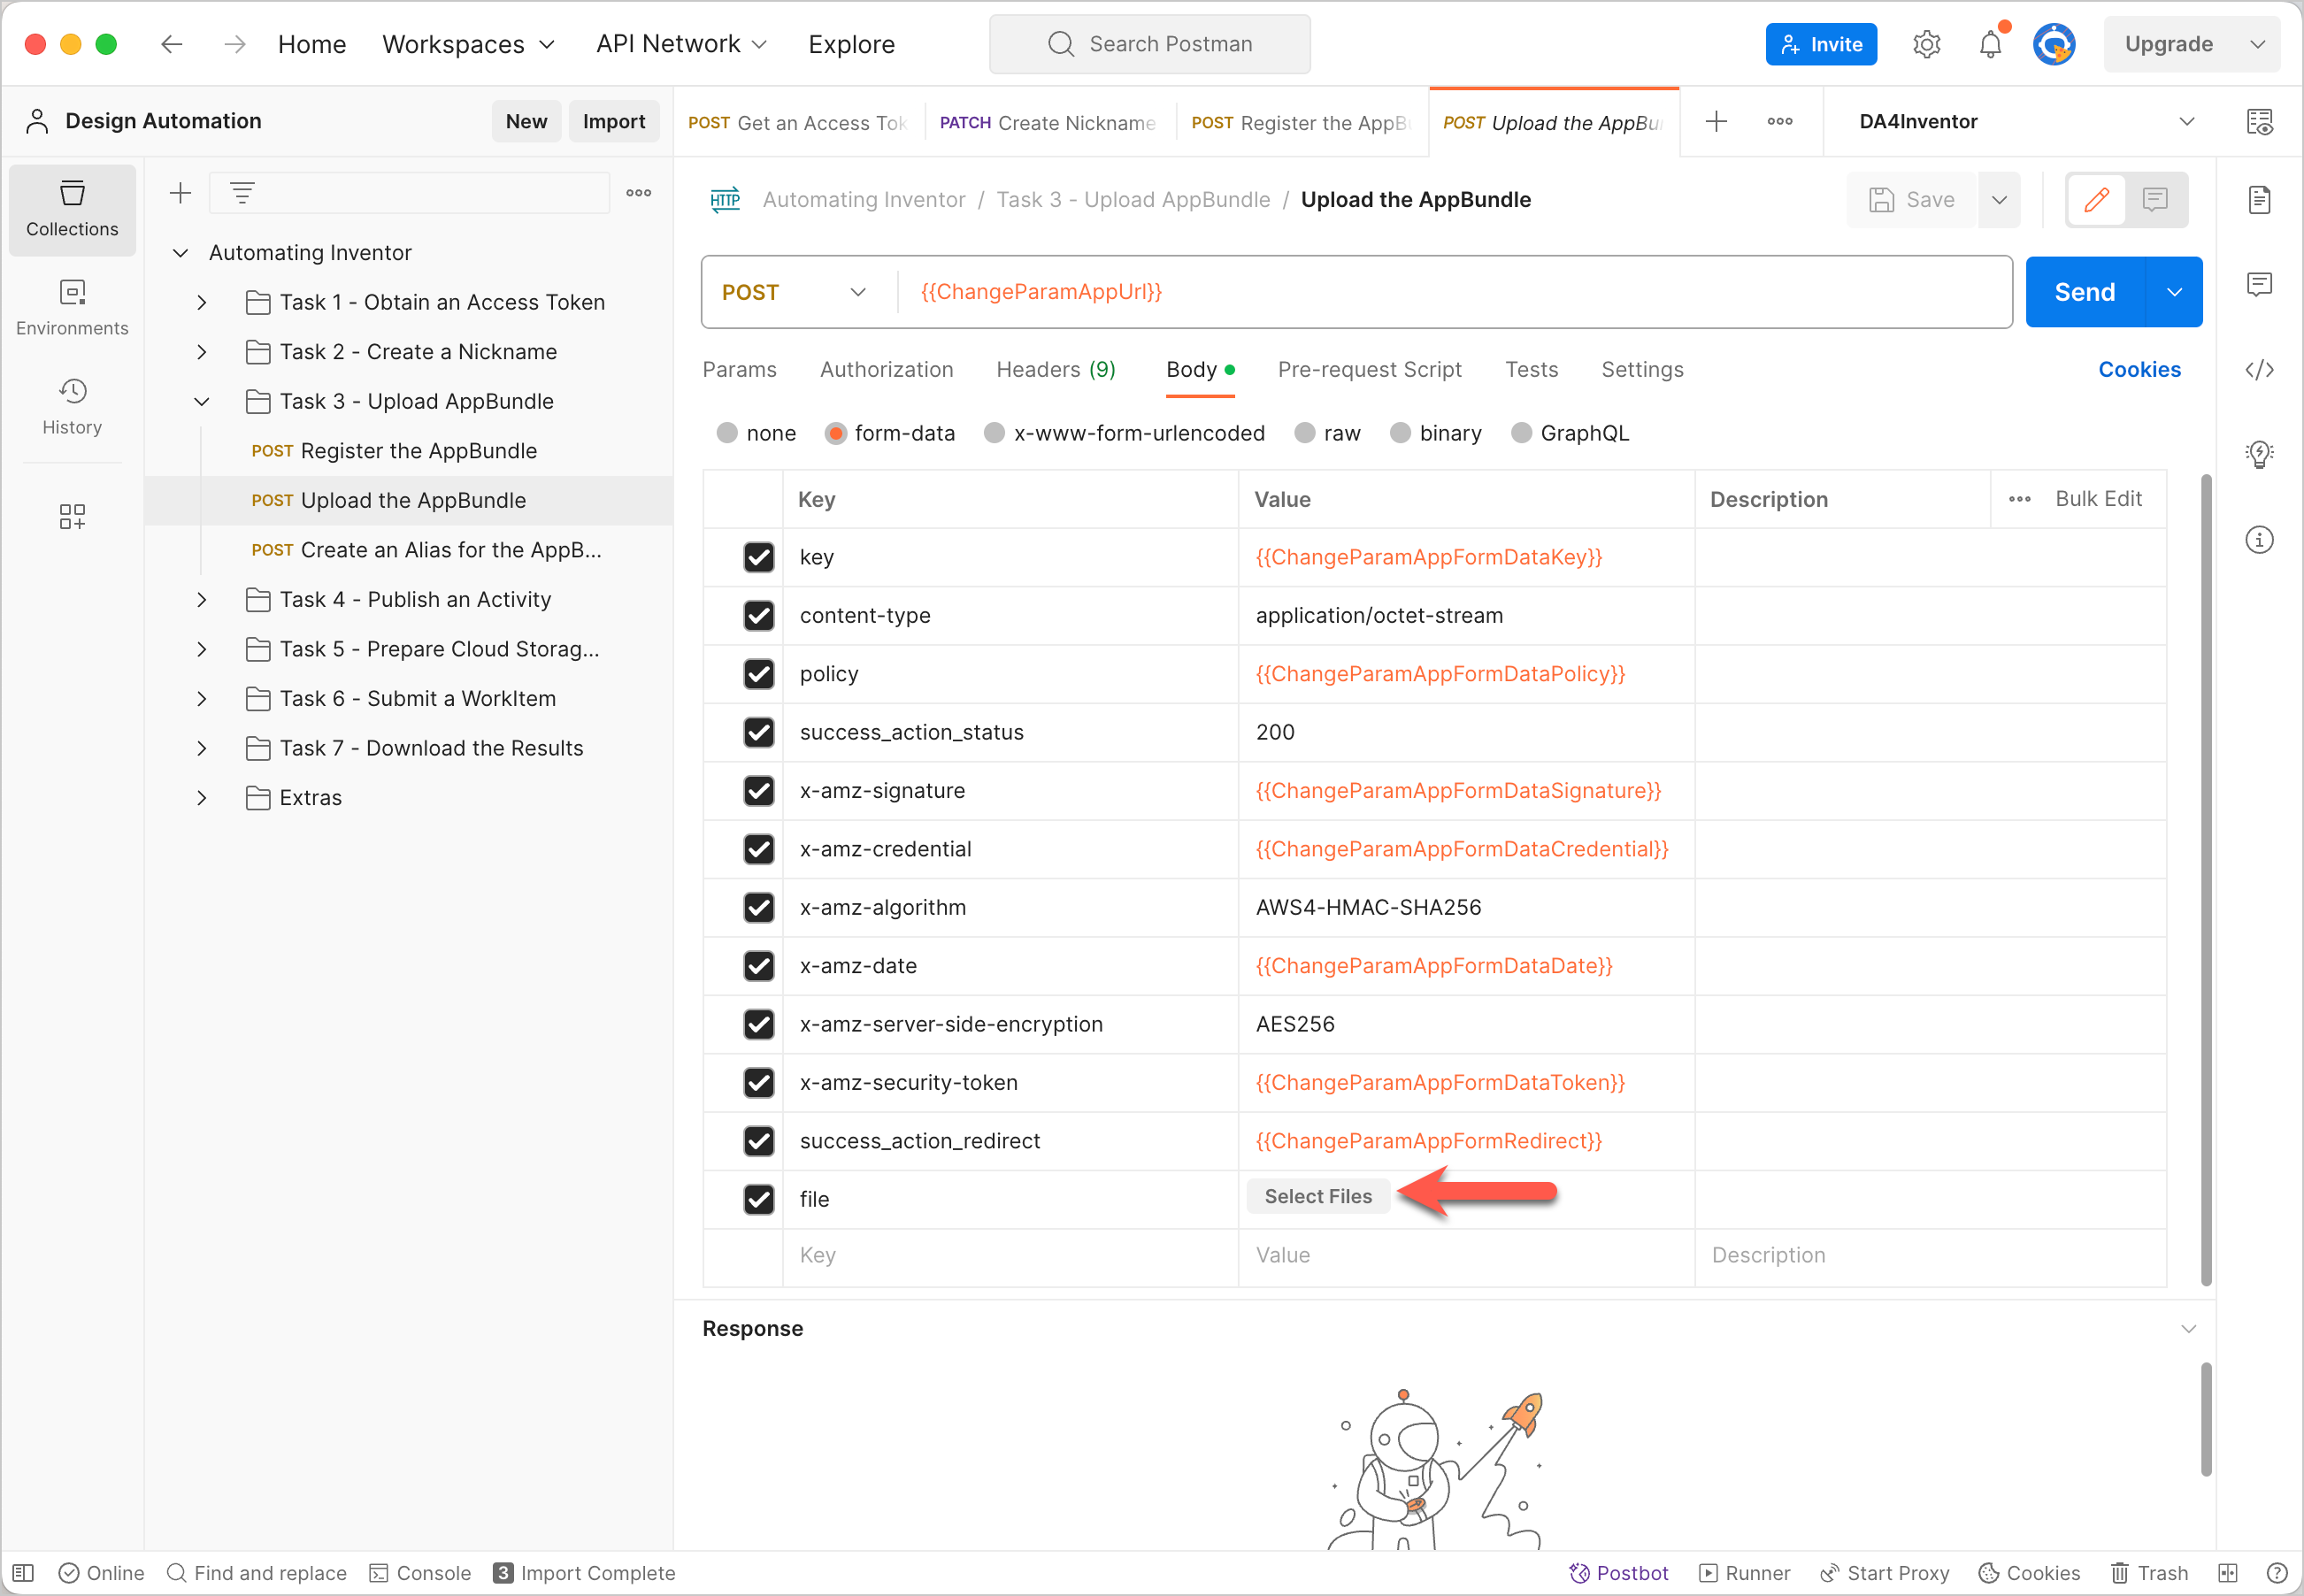 Home Workspaces API Network Explore Search Postman Invite Upgrade
Design Automation New Import
POST Get an Access Tok PATCH Create Nickname POST Register the AppB POST Upload the AppBu DA4Inventor
Collections
Environments
History
Automating Inventor
Task 1 - Obtain an Access Token
Task 2 - Create a Nickname
Task 3 - Upload AppBundle
POST Register the AppBundle
POST Upload the AppBundle
POST Create an Alias for the AppB...
Task 4 - Publish an Activity
Task 5 - Prepare Cloud Storag...
Task 6 - Submit a WorkItem
Task 7 - Download the Results
Extras
HTTP Automating Inventor / Task 3 - Upload AppBundle / Upload the AppBundle Save
POST {{ChangeParamAppUrl}} Send
Params Authorization Headers (9) Body Pre-request Script Tests Settings Cookies
none form-data x-www-form-urlencoded raw binary GraphQL
Key Value Description Bulk Edit
key {{ChangeParamAppFormDataKey}}
content-type application/octet-stream
policy {{ChangeParamAppFormDataPolicy}}
success_action_status 200
x-amz-signature {{ChangeParamAppFormDataSignature}}
x-amz-credential {{ChangeParamAppFormDataCredential}}
x-amz-algorithm AWS4-HMAC-SHA256
x-amz-date {{ChangeParamAppFormDataDate}}
x-amz-server-side-encryption AES256
x-amz-security-token {{ChangeParamAppFormDataToken}}
success_action_redirect {{ChangeParamAppFormRedirect}}
file Select Files
Key Value Description
Response
Online Find and replace Console 3 Import Complete Postbot Runner Start Proxy Cookies Trash